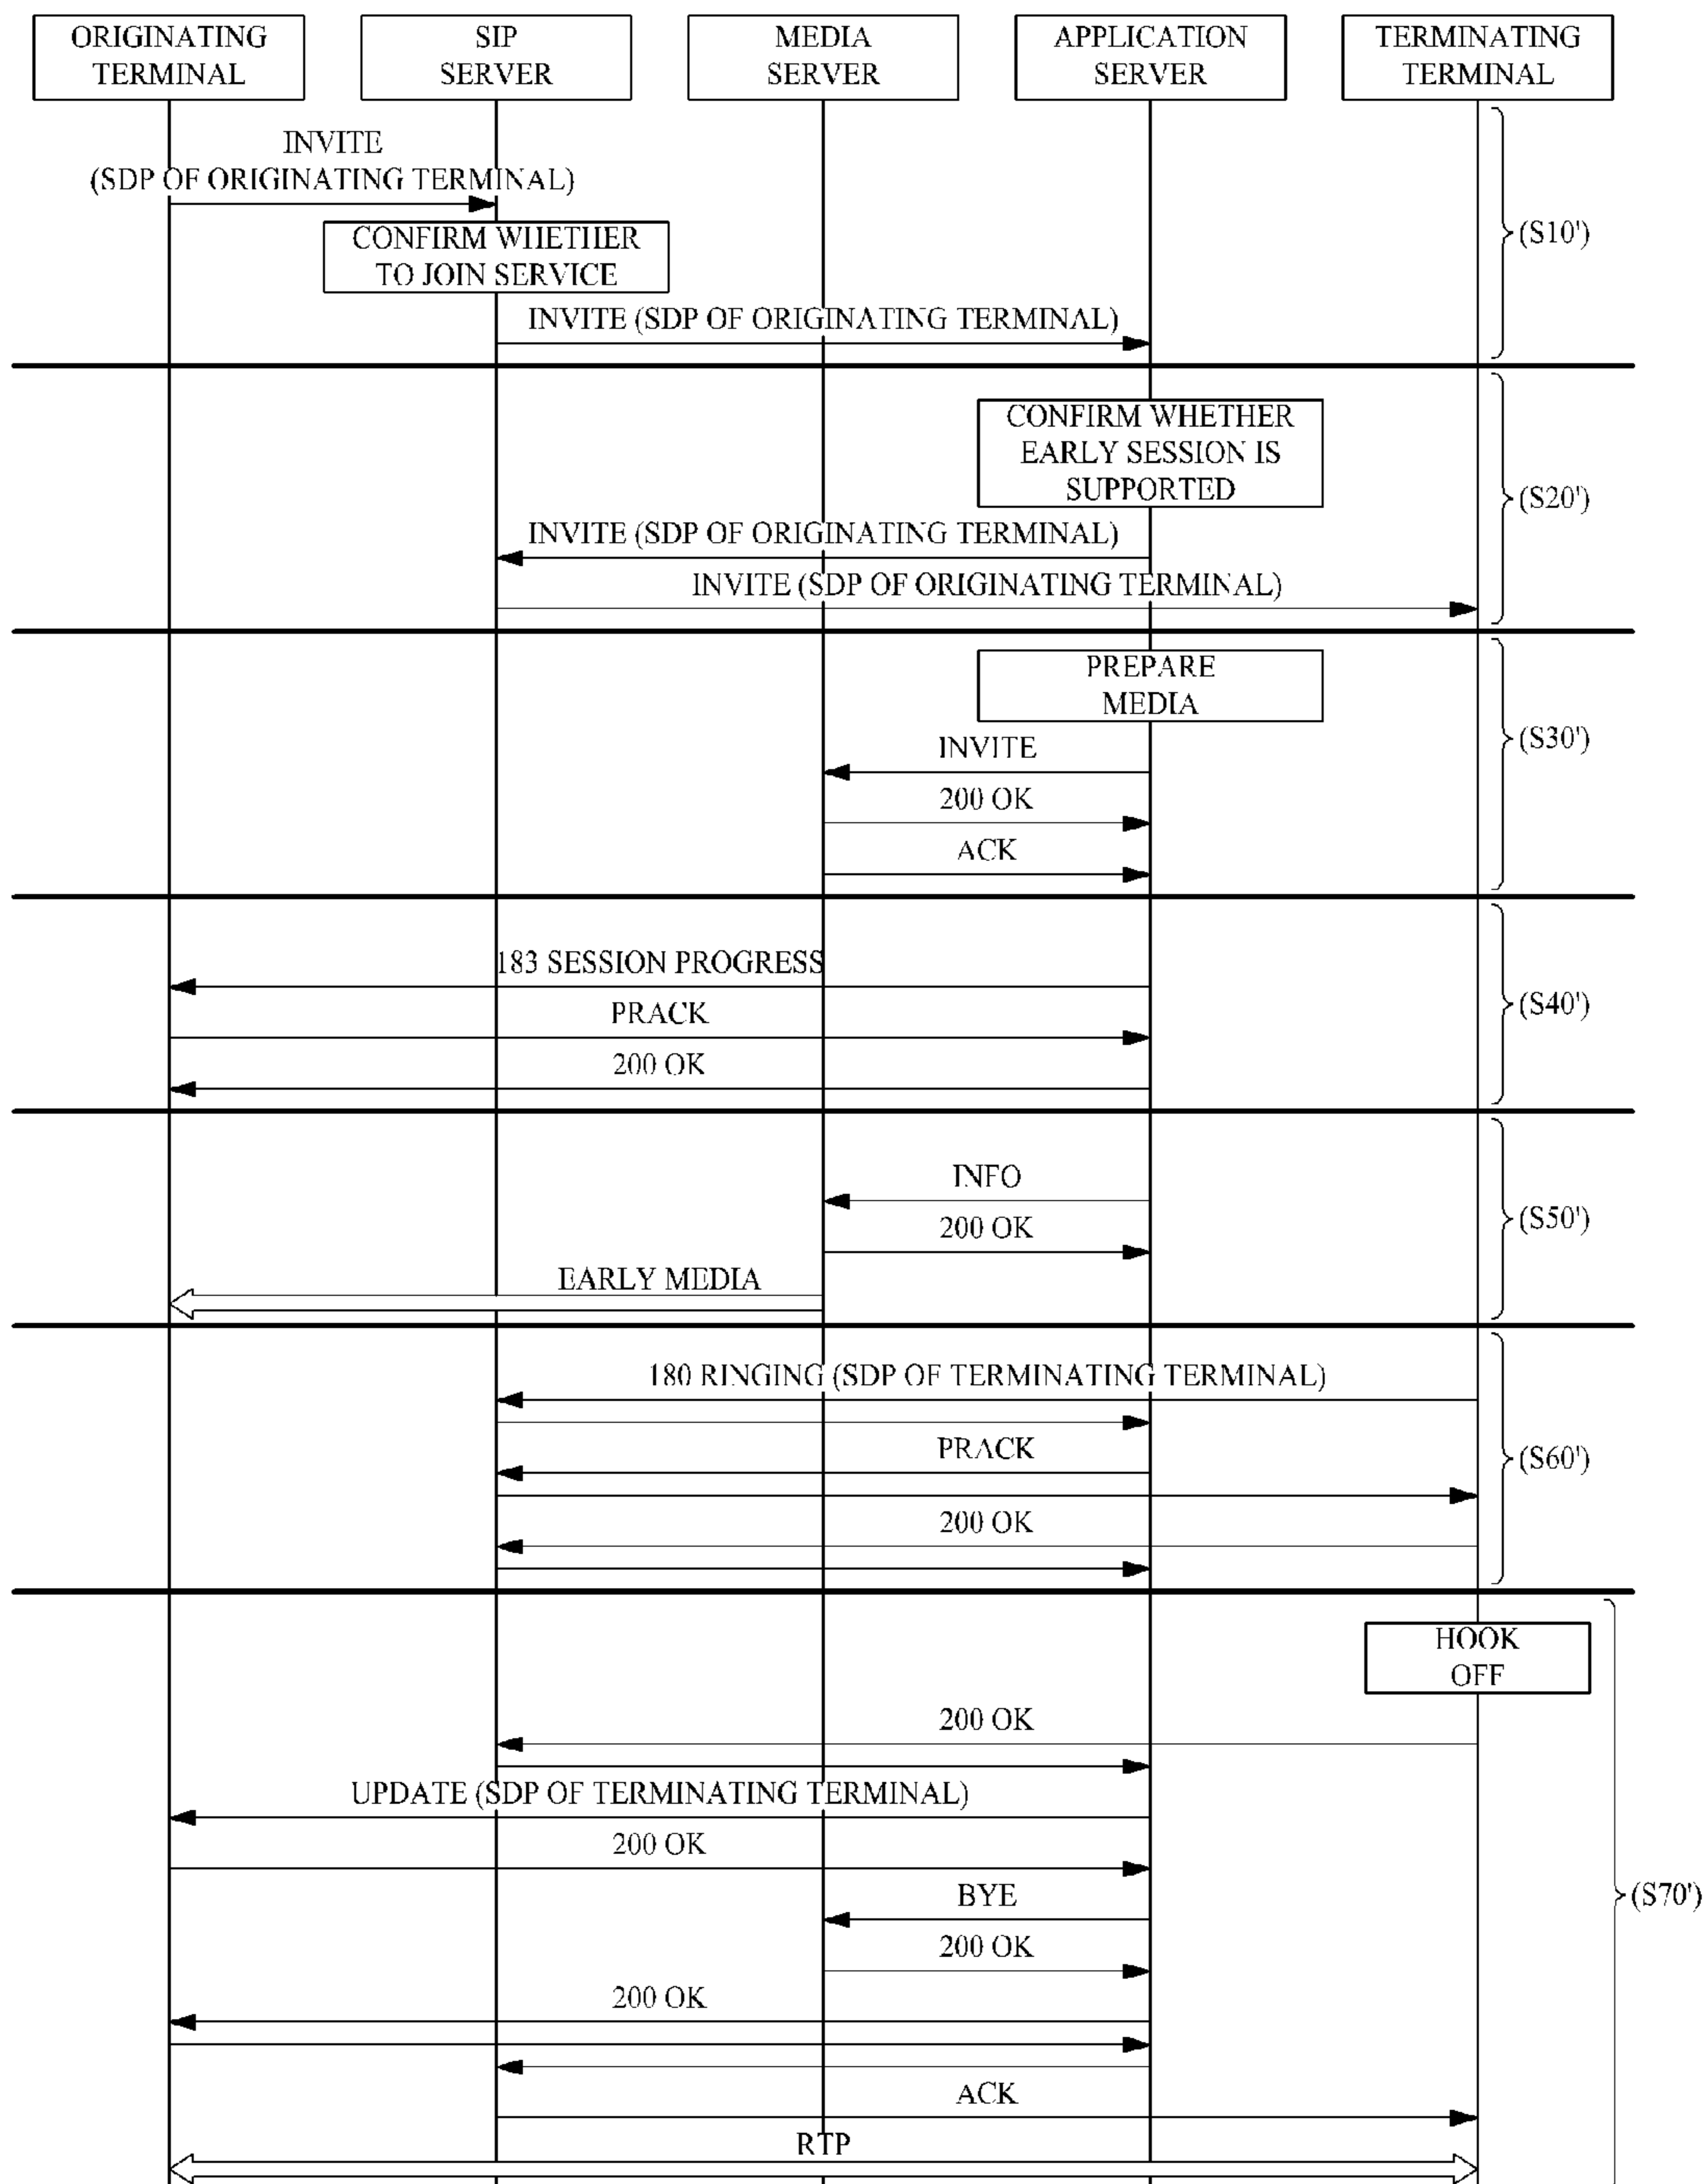 ORIGINATING
TERMINAL
SIP
SERVER
MEDIA
SERVER
APPLICATION
SERVER
TERMINATING
TERMINAL
INVITE
(SDP OF ORIGINATING TERMINAL)
CONFIRM WHETHER
TO JOIN SERVICE
INVITE (SDP OF ORIGINATING TERMINAL)
(S10')
CONFIRM WHETHER
EARLY SESSION IS
SUPPORTED
INVITE (SDP OF ORIGINATING TERMINAL)
INVITE (SDP OF ORIGINATING TERMINAL)
(S20')
PREPARE
MEDIA
INVITE
200 OK
ACK
(S30')
183 SESSION PROGRESS
PRACK
200 OK
(S40')
INFO
200 OK
EARLY MEDIA
(S50')
180 RINGING (SDP OF TERMINATING TERMINAL)
PRACK
200 OK
(S60')
HOOK
OFF
200 OK
UPDATE (SDP OF TERMINATING TERMINAL)
200 OK
BYE
200 OK
200 OK
ACK
RTP
(S70')